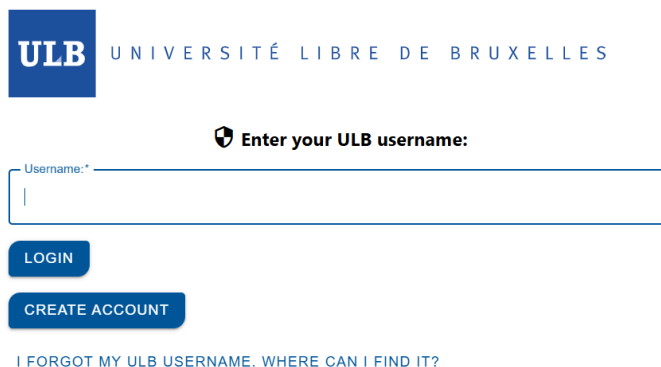 ULB UNIVERSITÉ LIBRE DE BRUXELLES
Enter your ULB username:
Username:*
LOGIN
CREATE ACCOUNT
I FORGOT MY ULB USERNAME. WHERE CAN I FIND IT?